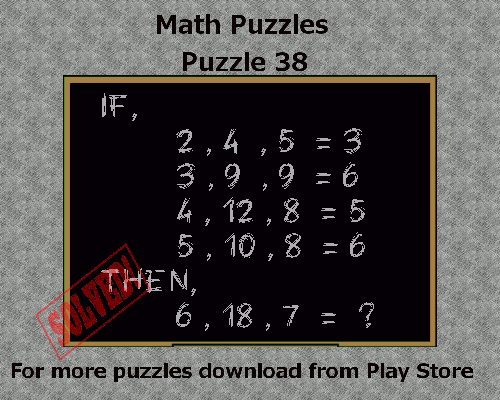 Math Puzzles
Puzzle 38
IF,
2 , 4 , 5 = 3
3 , 9 , 9 = 6
4 , 12 , 8 = 5
5 , 10 , 8 = 6
THEN,
SOLVED!
6 , 18 , 7 = ?
For more puzzles download from Play Store